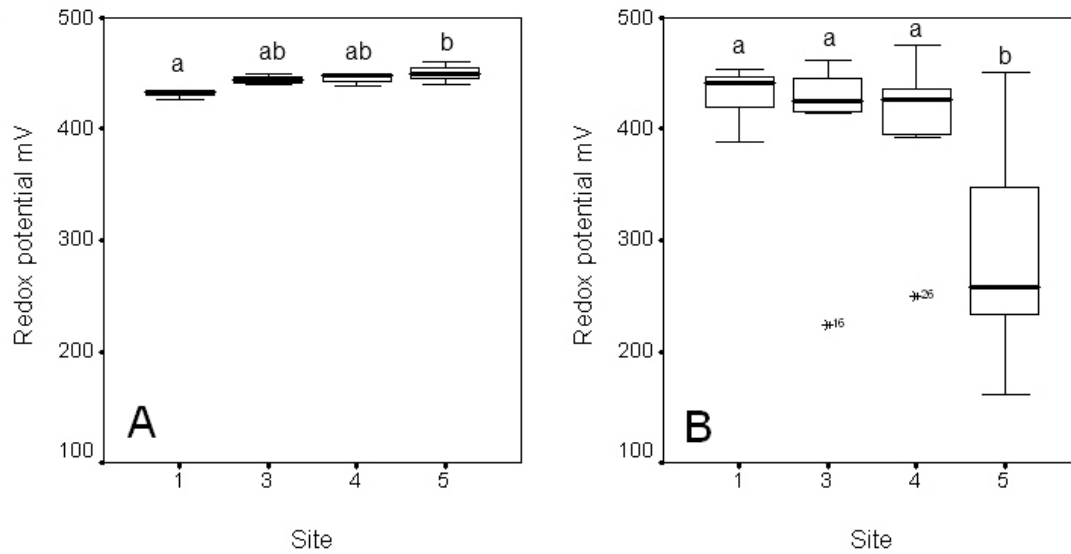 500
400
300
200
100
Redox potential mV
a
ab
ab
b
A
1 3 4 5
Site
500
400
300
200
100
Redox potential mV
a
a
a
b
16
26
B
1 3 4 5
Site